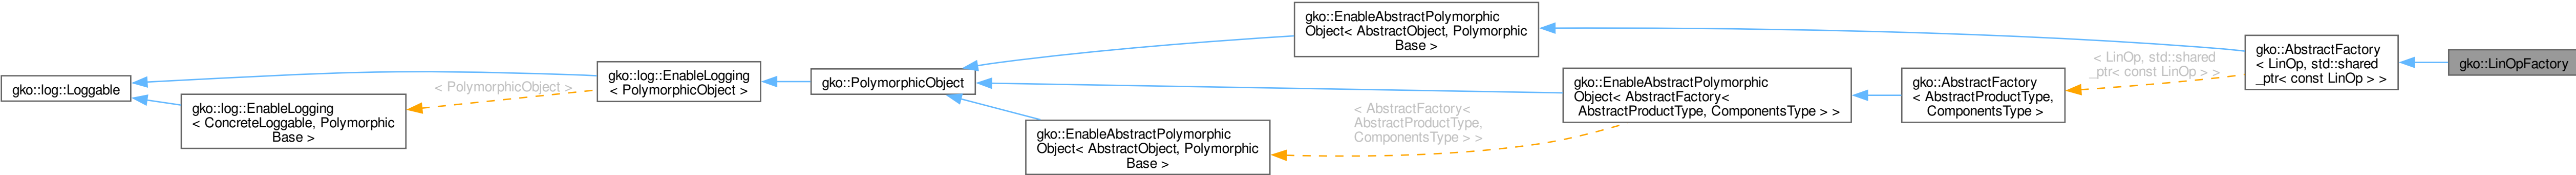 gko::log::Loggable
gko::log::EnableLogging
< ConcreteLoggable, Polymorphic
Base >
< PolymorphicObject >
gko::log::EnableLogging
< PolymorphicObject >
gko::PolymorphicObject
gko::EnableAbstractPolymorphic
Object< AbstractObject, Polymorphic
Base >
gko::EnableAbstractPolymorphic
Object< AbstractObject, Polymorphic
Base >
< AbstractFactory<
AbstractProductType,
ComponentsType > >
gko::EnableAbstractPolymorphic
Object< AbstractFactory<
AbstractProductType, ComponentsType > >
gko::AbstractFactory
< AbstractProductType,
ComponentsType >
< LinOp, std::shared
_ptr< const LinOp > >
gko::AbstractFactory
< LinOp, std::shared
_ptr< const LinOp > >
gko::LinOpFactory